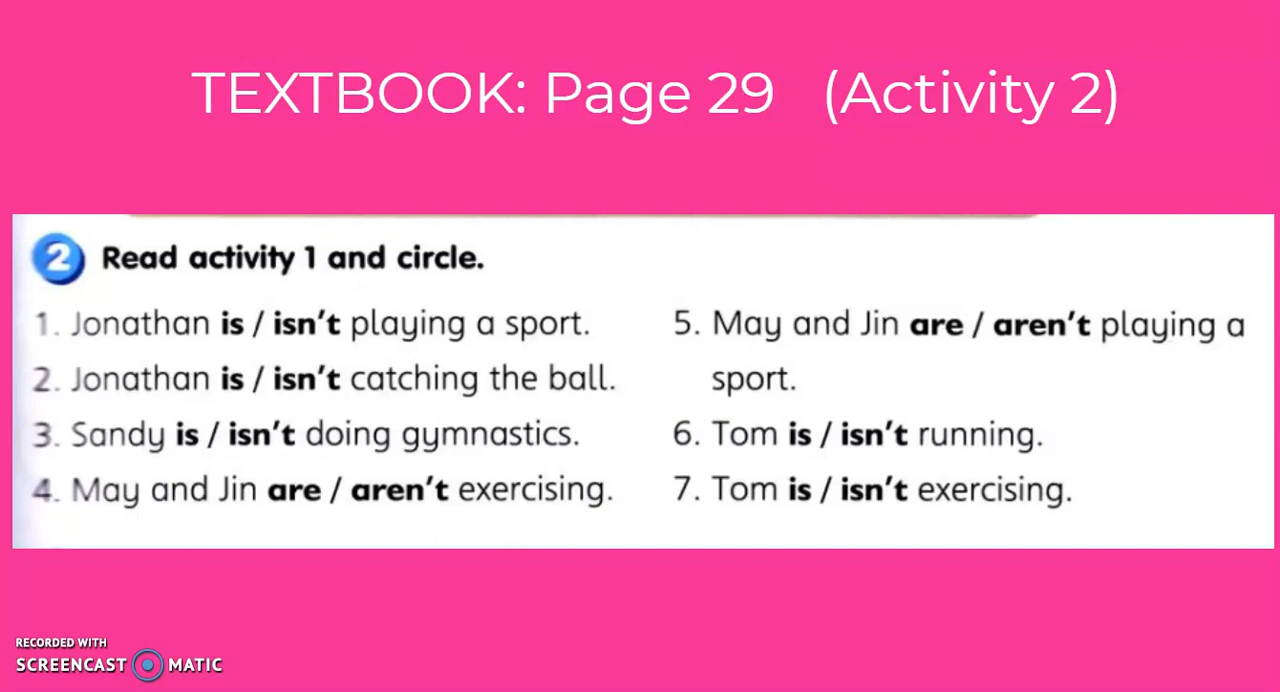 TEXTBOOK: Page 29 (Activity 2)
2 Read activity 1 and circle.
1. Jonathan is / isn't playing a sport.
2. Jonathan is / isn't catching the ball.
3. Sandy is / isn't doing gymnastics.
4. May and Jin are / aren't exercising.
5. May and Jin are / aren't playing a
sport.
6. Tom is / isn't running.
7. Tom is / isn't exercising.
RECORDED WITH
SCREENCAST MATIC